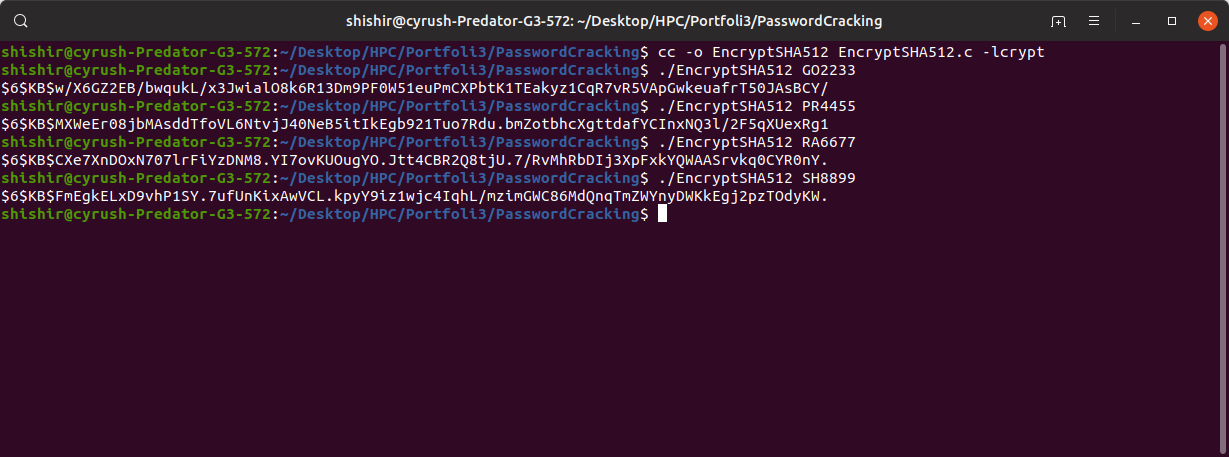 shishir@cyrush-Predator-G3-572: ~/Desktop/HPC/Portfoli3/PasswordCracking
shishir@cyrush-Predator-G3-572:~/Desktop/HPC/Portfoli3/PasswordCracking$ cc -o EncryptSHA512 EncryptSHA512.c -lcrypt
shishir@cyrush-Predator-G3-572:~/Desktop/HPC/Portfoli3/PasswordCracking$ ./EncryptSHA512 GO2233
$6$KB$w/X6GZ2EB/bwqukL/x3JwialO8k6R13Dm9PF0W51euPmCXPbtK1TEakyz1CqR7vR5VApGwkeuafrT50JAsBCY/
shishir@cyrush-Predator-G3-572:~/Desktop/HPC/Portfoli3/PasswordCracking$ ./EncryptSHA512 PR4455
$6$KB$MXWeEr08jbMAsddTfoVL6NtvjJ40NeB5itIkEgb921Tuo7Rdu.bmZotbhcXgttdafYCInxNQ3l/2F5qXUexRg1
shishir@cyrush-Predator-G3-572:~/Desktop/HPC/Portfoli3/PasswordCracking$ ./EncryptSHA512 RA6677
$6$KB$CXe7XnDOxN707lrFiYzDNM8.YI7ovKUOugYO.Jtt4CBR2Q8tjU.7/RvMhRbDIj3XpFxkYQWAASrvkq0CYR0nY.
shishir@cyrush-Predator-G3-572:~/Desktop/HPC/Portfoli3/PasswordCracking$ ./EncryptSHA512 SH8899
$6$KB$FmEgkELxD9vhP1SY.7ufUnKixAwVCL.kpyY9iz1wjc4IqhL/mzimGWC86MdQnqTmZWYnyDWKkEgj2pzTOdyKW.
shishir@cyrush-Predator-G3-572:~/Desktop/HPC/Portfoli3/PasswordCracking$